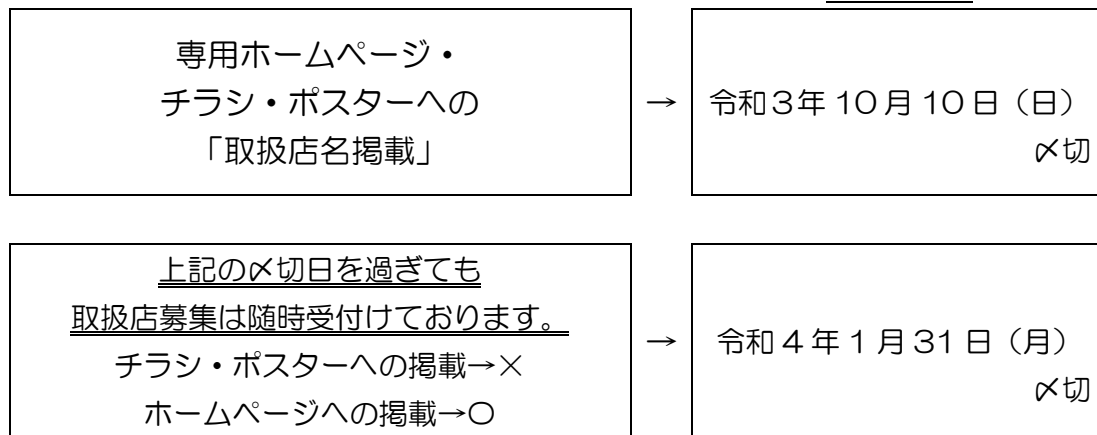 専用ホームページ・
チラシ・ポスターへの
「取扱店名掲載」
→
令和3年10月10日（日）
〆切
上記の〆切日を過ぎても
取扱店募集は随時受付けております。
チラシ・ポスターへの掲載→×
ホームページへの掲載→〇
→
令和4年1月31日（月）
〆切